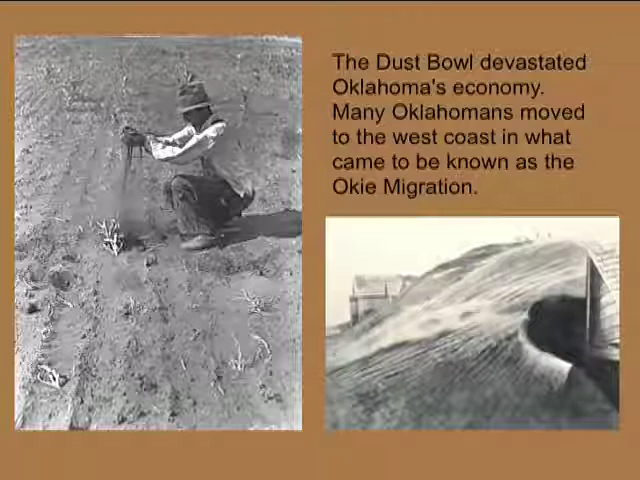 The Dust Bowl devastated
Oklahoma's economy.
Many Oklahomans moved
to the west coast in what
came to be known as the
Okie Migration.